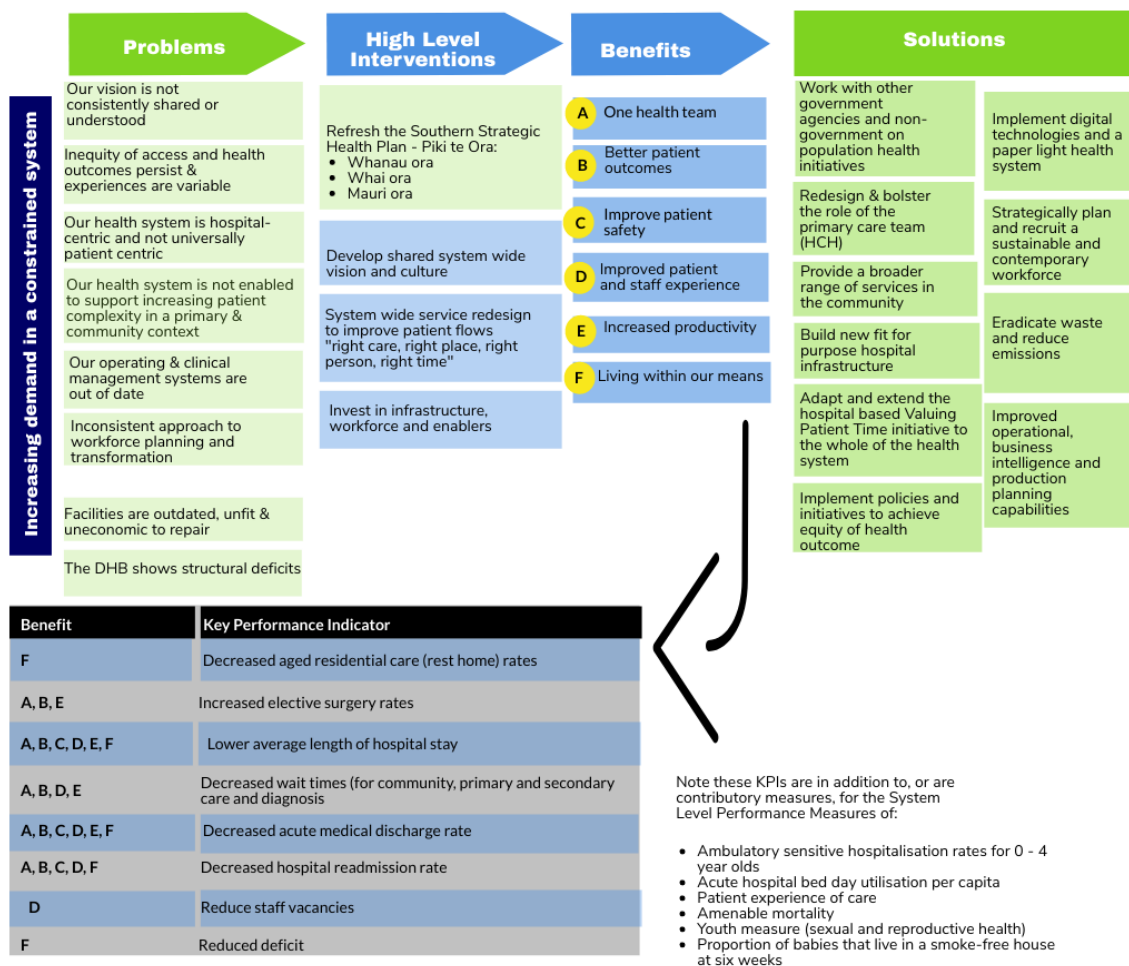 Increasing demand in a constrained system
Problems
Our vision is not
consistently shared or
understood
Inequity of access and health
outcomes persist &
experiences are variable
Our health system is hospital-
centric and not universally
patient centric
Our health system is not enabled
to support increasing patient
complexity in a primary &
community context
Our operating & clinical
management systems are
out of date
Inconsistent approach to
workforce planning and
transformation
Facilities are outdated, unfit &
uneconomic to repair
The DHB shows structural deficits
High Level
Interventions
Refresh the Southern Strategic
Health Plan - Piki te Ora:
• Whanau ora
• Whai ora
• Mauri ora
Develop shared system wide
vision and culture
System wide service redesign
to improve patient flows
"right care, right place, right
person, right time"
Invest in infrastructure,
workforce and enablers
Benefits
A One health team
B Better patient
outcomes
C Improve patient
safety
D Improved patient
and staff experience
E Increased productivity
F Living within our means
Solutions
Work with other
government
agencies and non-
government on
population health
initiatives
Redesign & bolster
the role of the
primary care team
(HCH)
Provide a broader
range of services in
the community
Build new fit for
purpose hospital
infrastructure
Adapt and extend the
hospital based Valuing
Patient Time initiative to
the whole of the health
system
Implement policies and
initiatives to achieve
equity of health
outcome
Implement digital
technologies and a
paper light health
system
Strategically plan
and recruit a
sustainable and
contemporary
workforce
Eradicate waste
and reduce
emissions
Improved
operational,
business
intelligence and
production
planning
capabilities
Benefit Key Performance Indicator
F Decreased aged residential care (rest home) rates
A, B, E Increased elective surgery rates
A, B, C, D, E, F Lower average length of hospital stay
A, B, D, E Decreased wait times (for community, primary and secondary
care and diagnosis
A, B, C, D, E, F Decreased acute medical discharge rate
A, B, C, D, F Decreased hospital readmission rate
D Reduce staff vacancies
F Reduced deficit
Note these KPIs are in addition to, or are
contributory measures, for the System
Level Performance Measures of:
• Ambulatory sensitive hospitalisation rates for 0 - 4
year olds
• Acute hospital bed day utilisation per capita
• Patient experience of care
• Amenable mortality
• Youth measure (sexual and reproductive health)
• Proportion of babies that live in a smoke-free house
at six weeks